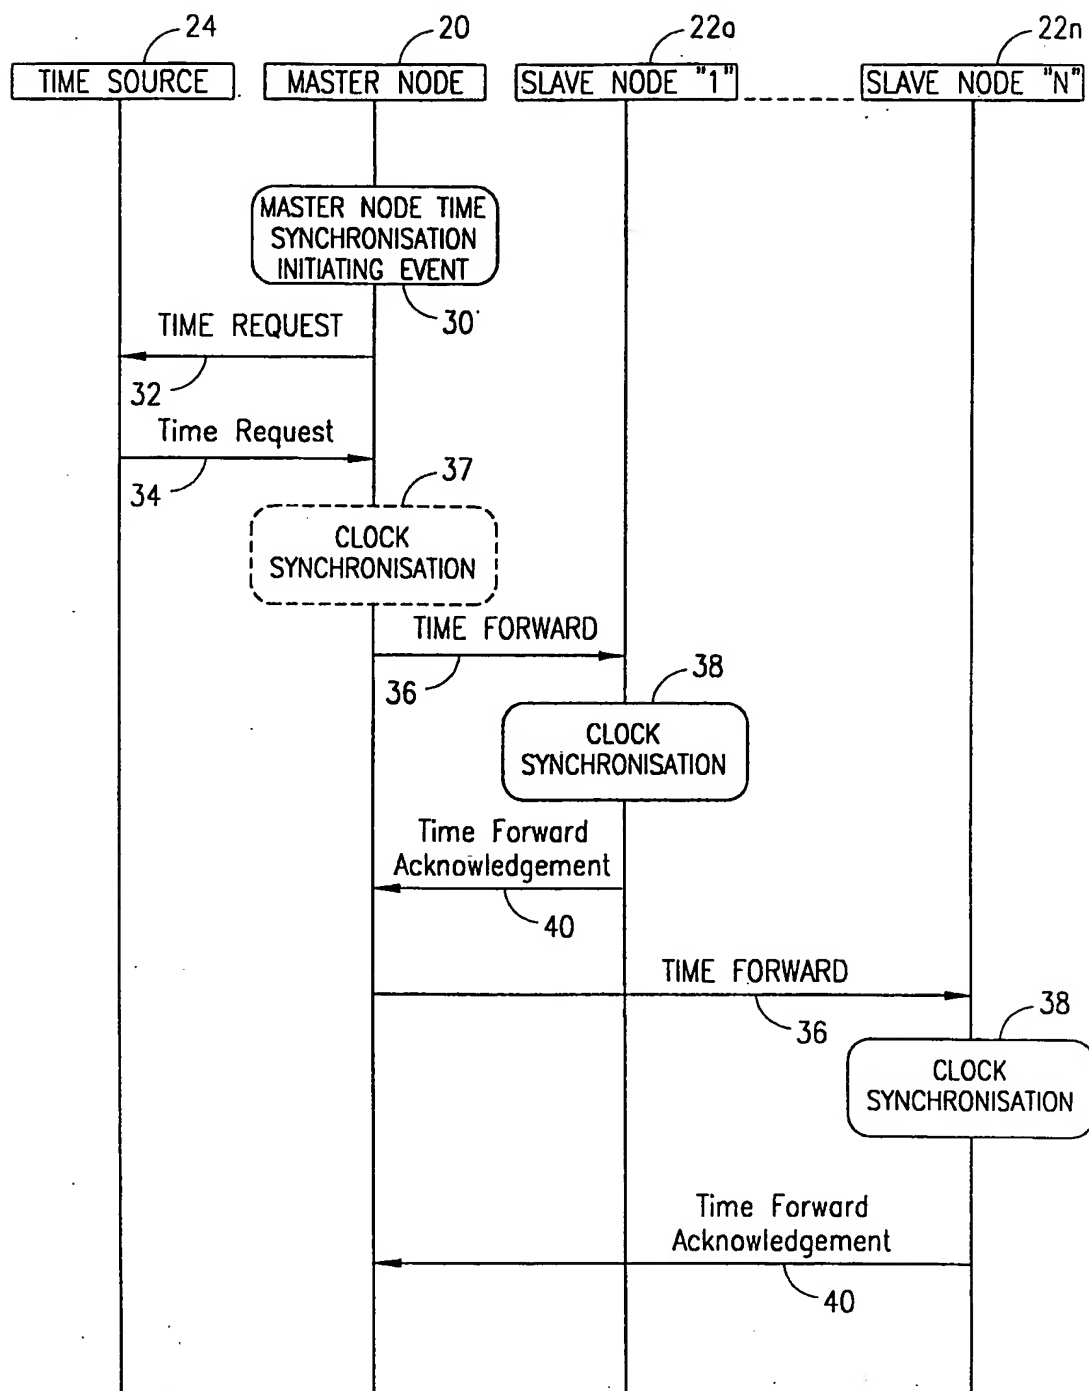 24
20
22a
22n
TIME SOURCE
MASTER NODE
SLAVE NODE "1"
SLAVE NODE "N"
MASTER NODE TIME
SYNCHRONISATION
INITIATING EVENT
30
TIME REQUEST
32
Time Request
34
37
CLOCK
SYNCHRONISATION
TIME FORWARD
36
38
CLOCK
SYNCHRONISATION
Time Forward
Acknowledgement
40
TIME FORWARD
36
38
CLOCK
SYNCHRONISATION
Time Forward
Acknowledgement
40